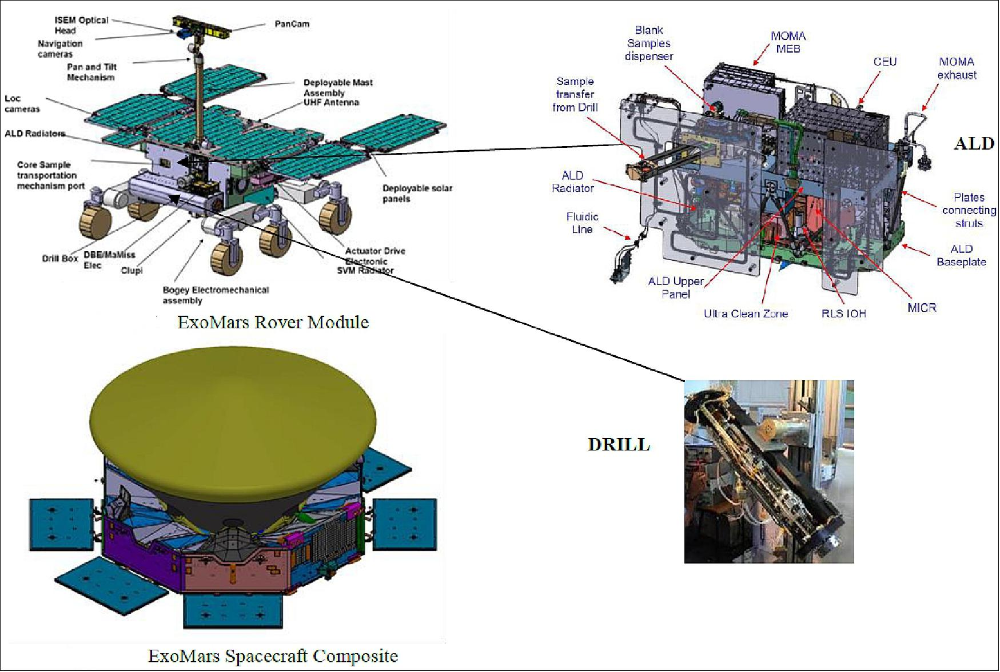 ISEM Optical
Head
PanCam
Navigation
cameras
Pan and Tilt
Mechanism
Deployable Mast
Assembly
UHF Antenna
Loc
cameras
ALD Radiators
Core Sample
transportation
mechanism port
Deployable solar
panels
Drill Box
DBE/MaMiss
Elec
Clupi
Actuator Drive
Electronic
SVM Radiator
Bogey Electromechanical
assembly
ExoMars Rover Module
Blank
Samples
dispenser
MOMA
MEB
CEU
MOMA
exhaust
Sample
transfer
from Drill
ALD
ALD
Radiator
Fluidic
Line
Plates
connecting
struts
ALD
Baseplate
ALD Upper
Panel
Ultra Clean Zone
RLS IOH
MICR
DRILL
ExoMars Spacecraft Composite